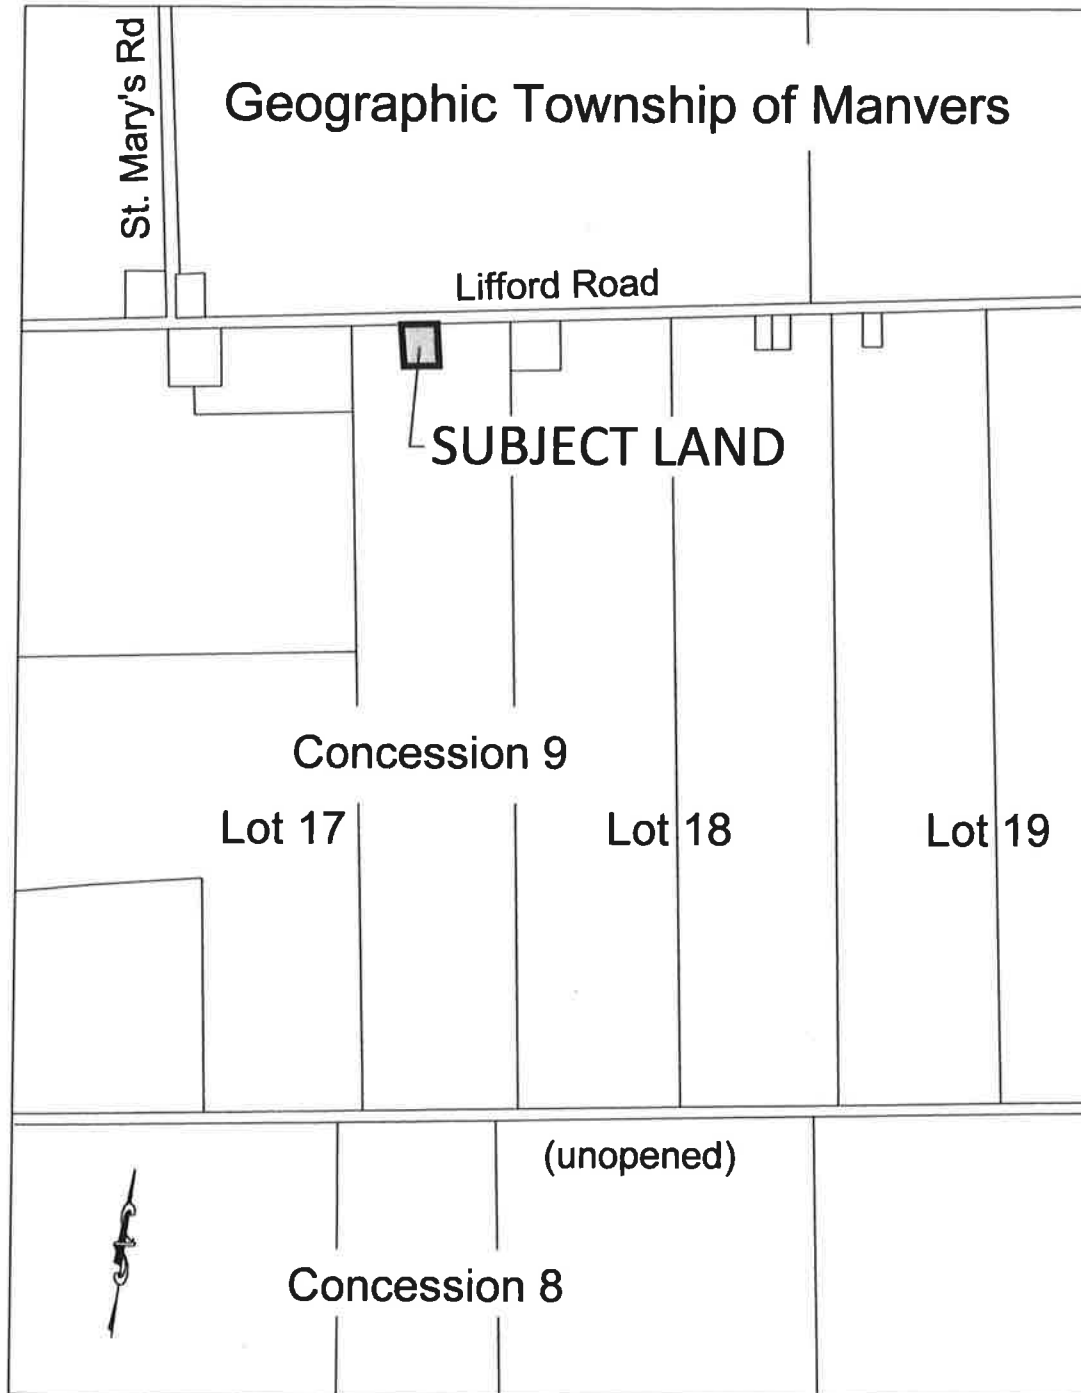 St. Mary's Rd
Geographic Township of Manvers
Lifford Road
SUBJECT LAND
Concession 9
Lot 17
Lot 18
Lot 19
(unopened)
Concession 8